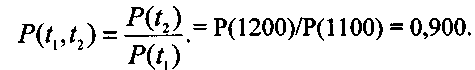 P(t₁,t₂) = P(t₂)/P(t₁). = P(1200)/P(1100) = 0,900.